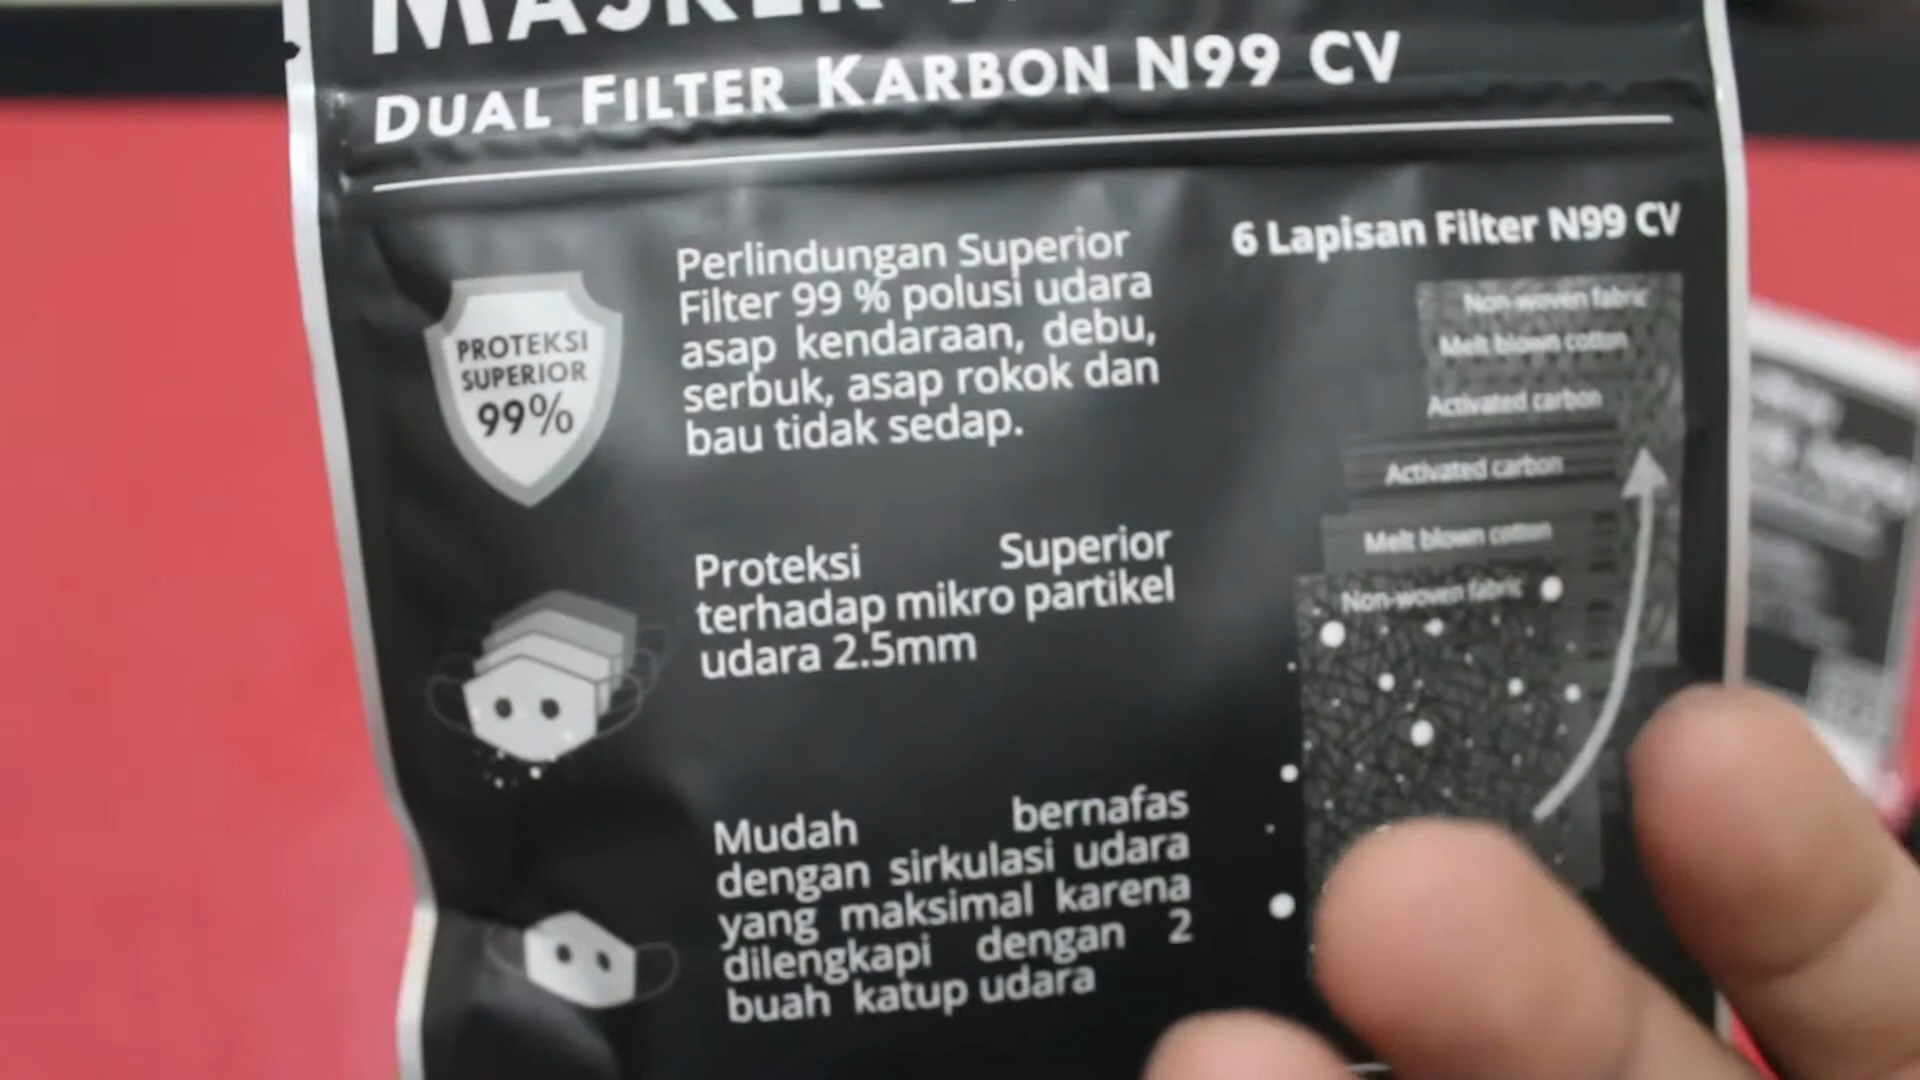 MASKER
DUAL FILTER KARBON N99 CV
PROTEKSI
SUPERIOR
99%
Perlindungan Superior
Filter 99 % polusi udara
asap kendaraan, debu,
serbuk, asap rokok dan
bau tidak sedap.
Proteksi Superior
terhadap mikro partikel
udara 2.5mm
Mudah bernafas
dengan sirkulasi udara
yang maksimal karena
dilengkapi dengan 2
buah katup udara
6 Lapisan Filter N99 CV
Non-woven fabric
Melt blown cotton
Activated carbon
Activated carbon
Melt blown cotton
Non-woven fabric